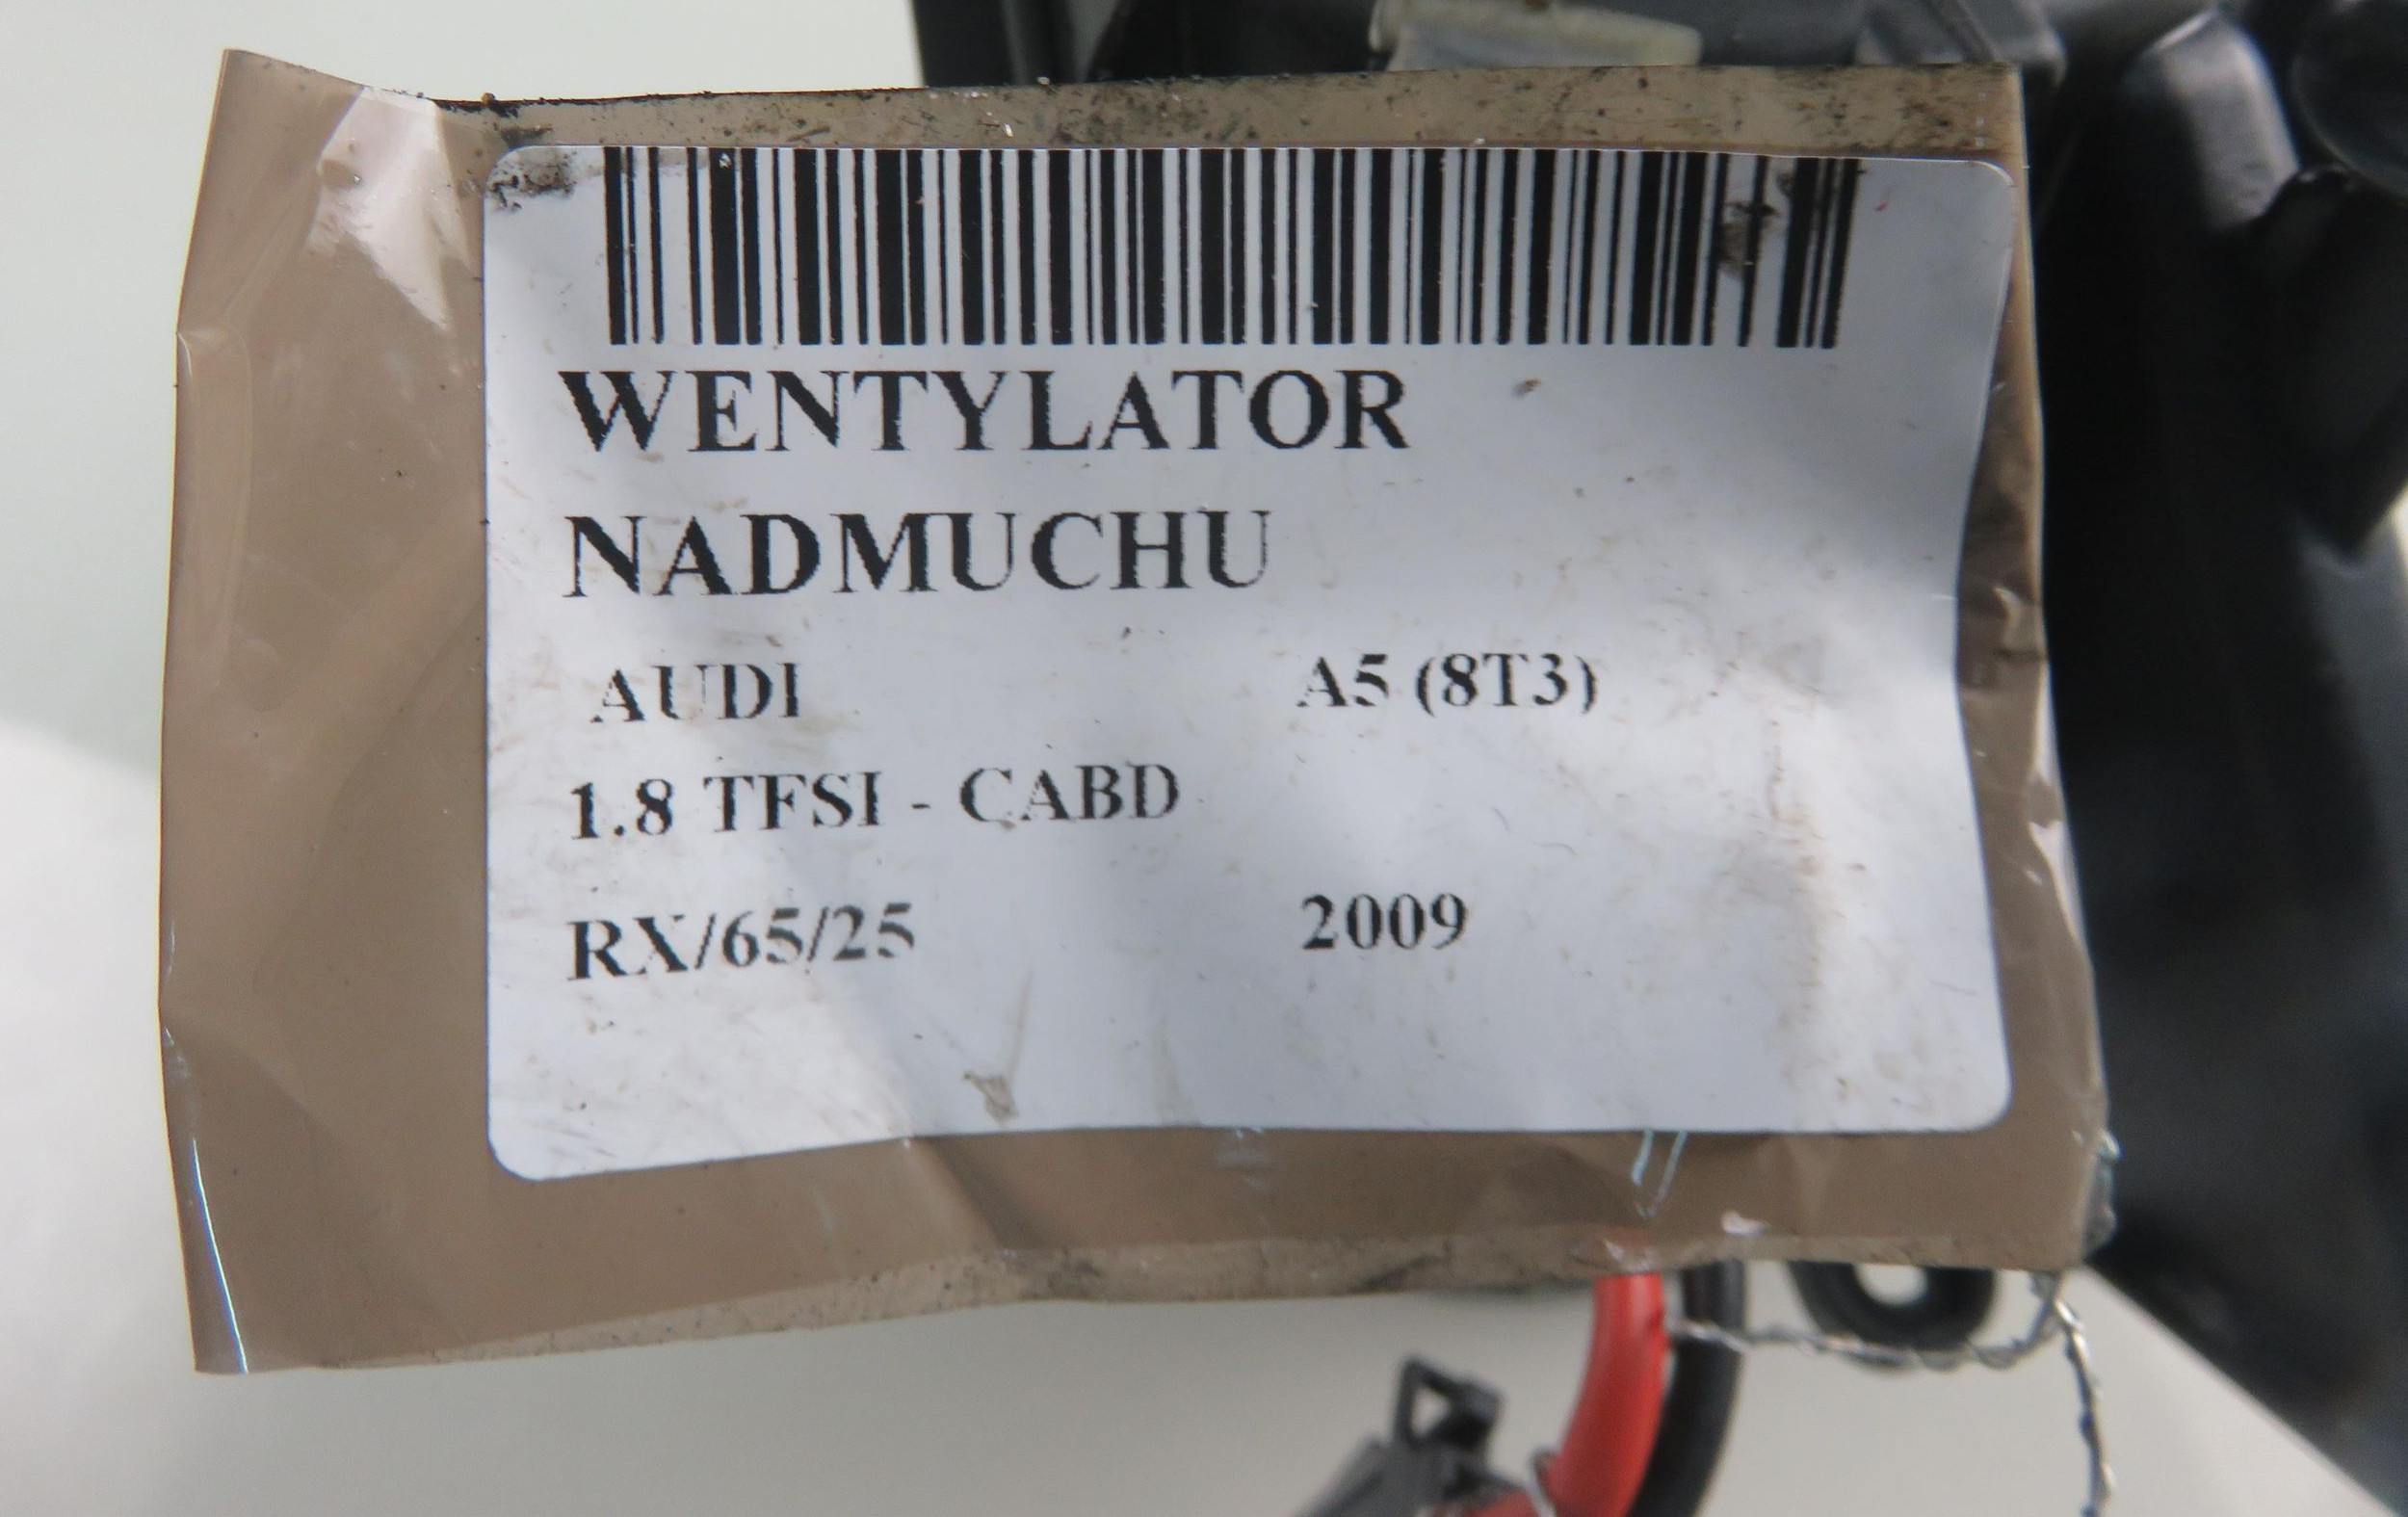 WENTYLATOR
NADMUCHU
AUDI A5 (8T3)
1.8 TFSI - CABD
RX/65/25 2009